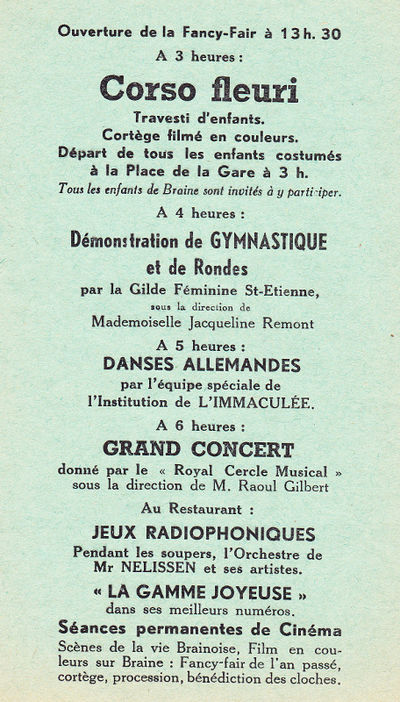 Ouverture de la Fancy-Fair à 13 h. 30
A 3 heures :
Corso fleuri
Travesti d'enfants.
Cortège filmé en couleurs.
Départ de tous les enfants costumés
à la Place de la Gare à 3 h.
Tous les enfants de Braine sont invités à y participer.
A 4 heures :
Démonstration de GYMNASTIQUE
et de Rondes
par la Gilde Féminine St-Etienne,
sous la direction de
Mademoiselle Jacqueline Remont
A 5 heures :
DANSES ALLEMANDES
par l'équipe spéciale de
l'Institution de L'IMMACULÉE.
A 6 heures :
GRAND CONCERT
donné par le « Royal Cercle Musical »
sous la direction de M. Raoul Gilbert
Au Restaurant :
JEUX RADIOPHONIQUES
Pendant les soupers, l'Orchestre de
Mr NELISSEN et ses artistes.
« LA GAMME JOYEUSE »
dans ses meilleurs numéros.
Séances permanentes de Cinéma
Scènes de la vie Brainoise, Film en cou-
leurs sur Braine : Fancy-fair de l'an passé,
cortège, procession, bénédiction des cloches.